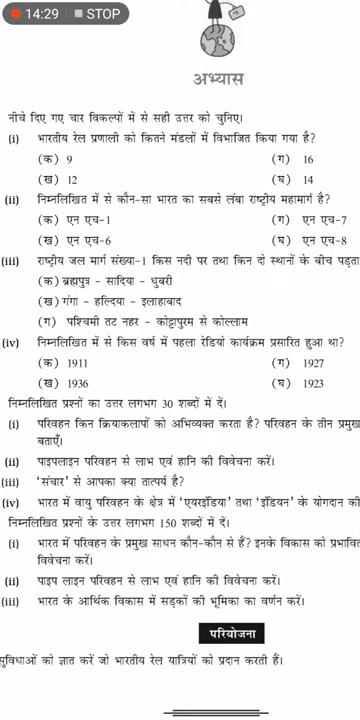 14:29 STOP
अभ्यास
नीचे दिए गए चार विकल्पों में से सही उत्तर को चुनिए।
(i) भारतीय रेल प्रणाली को कितने मंडलों में विभाजित किया गया है?
(क) 9 (ग) 16
(ख) 12 (घ) 14
(ii) निम्नलिखित में से कौन-सा भारत का सबसे लंबा राष्ट्रीय महामार्ग है?
(क) एन एच-1 (ग) एन एच-7
(ख) एन एच-6 (घ) एन एच-8
(iii) राष्ट्रीय जल मार्ग संख्या-1 किस नदी पर तथा किन दो स्थानों के बीच पड़ता
(क) ब्रह्मपुत्र - सादिया - धुबरी
(ख) गंगा - हल्दिया - इलाहाबाद
(ग) पश्चिमी तट नहर - कोट्टापुरम से कोल्लाम
(iv) निम्नलिखित में से किस वर्ष में पहला रेडियो कार्यक्रम प्रसारित हुआ था?
(क) 1911 (ग) 1927
(ख) 1936 (घ) 1923
निम्नलिखित प्रश्नों का उत्तर लगभग 30 शब्दों में दें।
(i) परिवहन किन क्रियाकलापों को अभिव्यक्त करता है? परिवहन के तीन प्रमुख
बताएँ।
(ii) पाइपलाइन परिवहन से लाभ एवं हानि की विवेचना करें।
(iii) ‘संचार’ से आपका क्या तात्पर्य है?
(iv) भारत में वायु परिवहन के क्षेत्र में ‘एयरइंडिया’ तथा ‘इंडियन’ के योगदान की
निम्नलिखित प्रश्नों के उत्तर लगभग 150 शब्दों में दें।
(i) भारत में परिवहन के प्रमुख साधन कौन-कौन से हैं? इनके विकास को प्रभावित
विवेचना करें।
(ii) पाइप लाइन परिवहन से लाभ एवं हानि की विवेचना करें।
(iii) भारत के आर्थिक विकास में सड़कों की भूमिका का वर्णन करें।
परियोजना
सुविधाओं को ज्ञात करें जो भारतीय रेल यात्रियों को प्रदान करती हैं।